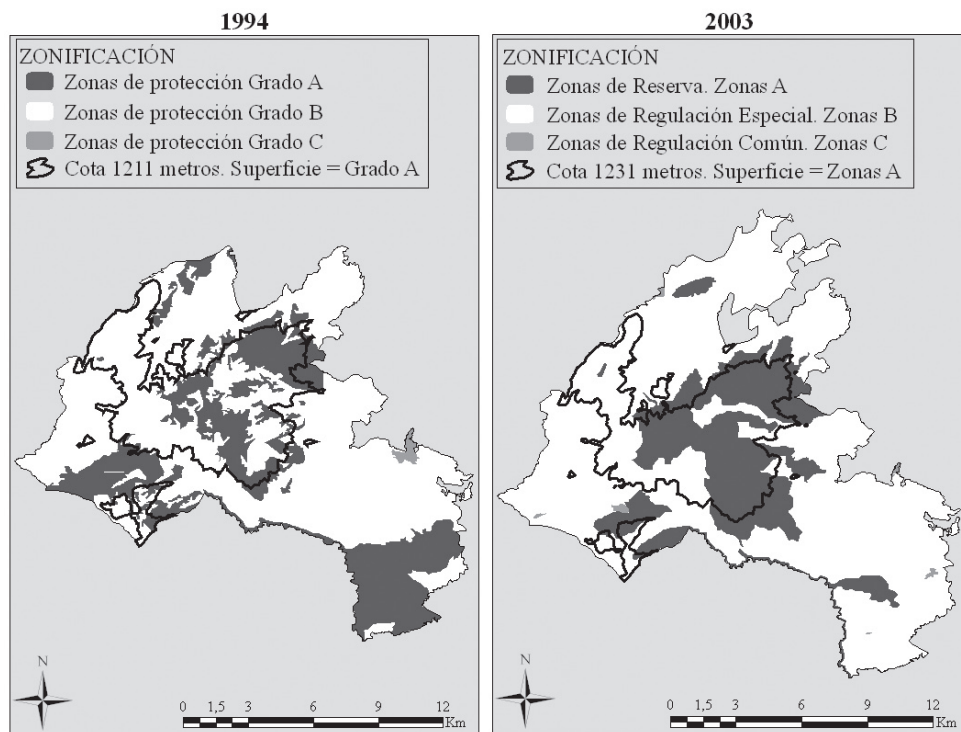 1994
ZONIFICACIÓN
Zonas de protección Grado A
Zonas de protección Grado B
Zonas de protección Grado C
Cota 1211 metros. Superficie = Grado A
N
0 1,5 3 6 9 12
Km
2003
ZONIFICACIÓN
Zonas de Reserva. Zonas A
Zonas de Regulación Especial. Zonas B
Zonas de Regulación Común. Zonas C
Cota 1231 metros. Superficie = Zonas A
N
0 1,5 3 6 9 12
Km